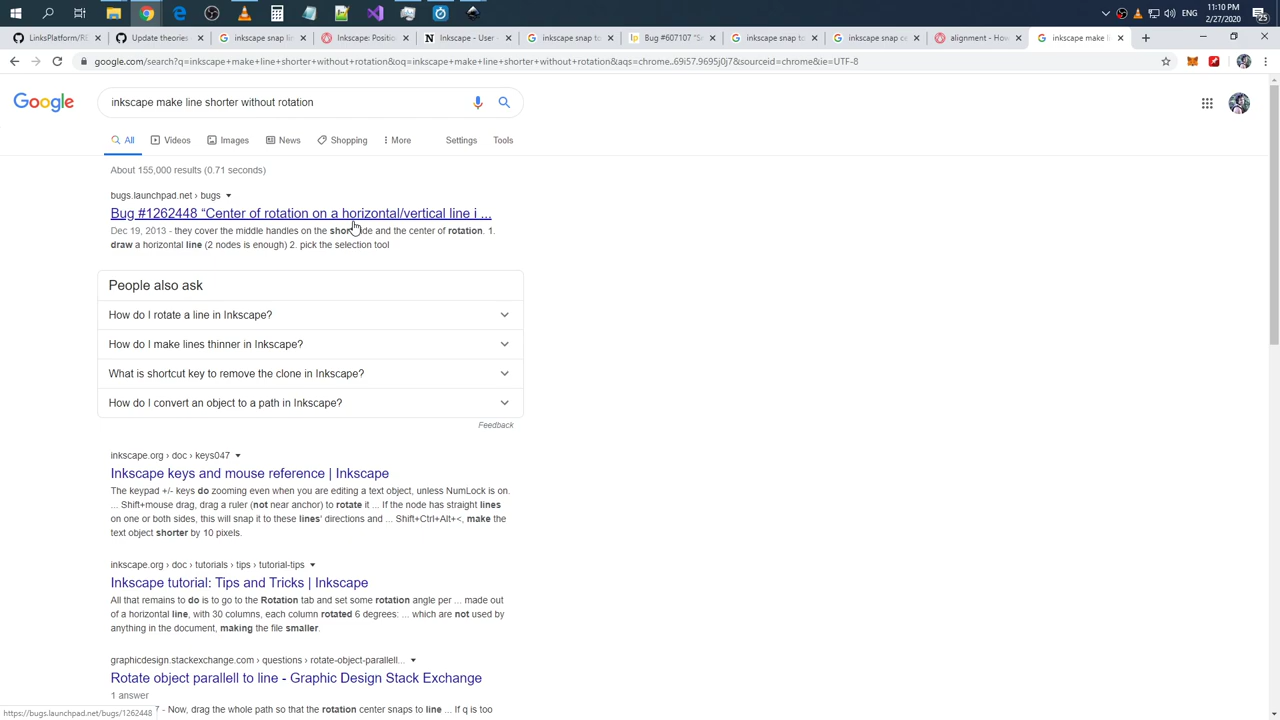 11:10 PM
ENG
2/27/2020
25
LinksPlatform/RE
Update theories
inkscape snap lin
Inkscape: Position
Inkscape - User
inkscape snap to
Bug #607107 "Sn
inkscape snap to
inkscape snap ce
alignment - How
inkscape make li
google.com/search?q=inkscape+make+line+shorter+without+rotation&oq=inkscape+make+line+shorter+without+rotation&aqs=chrome..69i57.9695j0j7&sourceid=chrome&ie=UTF-8
Google
inkscape make line shorter without rotation
All
Videos
Images
News
Shopping
More
Settings
Tools
About 155,000 results (0.71 seconds)
bugs.launchpad.net › bugs
Bug #1262448 “Center of rotation on a horizontal/vertical line i ...
Dec 19, 2013 - they cover the middle handles on the short side and the center of rotation. 1.
draw a horizontal line (2 nodes is enough) 2. pick the selection tool
People also ask
How do I rotate a line in Inkscape?
How do I make lines thinner in Inkscape?
What is shortcut key to remove the clone in Inkscape?
How do I convert an object to a path in Inkscape?
Feedback
inkscape.org › doc › keys047
Inkscape keys and mouse reference | Inkscape
The keypad +/- keys do zooming even when you are editing a text object, unless NumLock is on.
... Shift+mouse drag, drag a ruler (not near anchor) to rotate it ... If the node has straight lines
on one or both sides, this will snap it to these lines' directions and ... Shift+Ctrl+Alt+<, make the
text object shorter by 10 pixels.
inkscape.org › doc › tutorials › tips › tutorial-tips
Inkscape tutorial: Tips and Tricks | Inkscape
All that remains to do is to go to the Rotation tab and set some rotation angle per ... made out
of a horizontal line, with 30 columns, each column rotated 6 degrees: ... which are not used by
anything in the document, making the file smaller.
graphicdesign.stackexchange.com › questions › rotate-object-parallell...
Rotate object parallell to line - Graphic Design Stack Exchange
1 answer
7 - Now, drag the whole path so that the rotation center snaps to line ... If q is too
https://bugs.launchpad.net/bugs/1262448